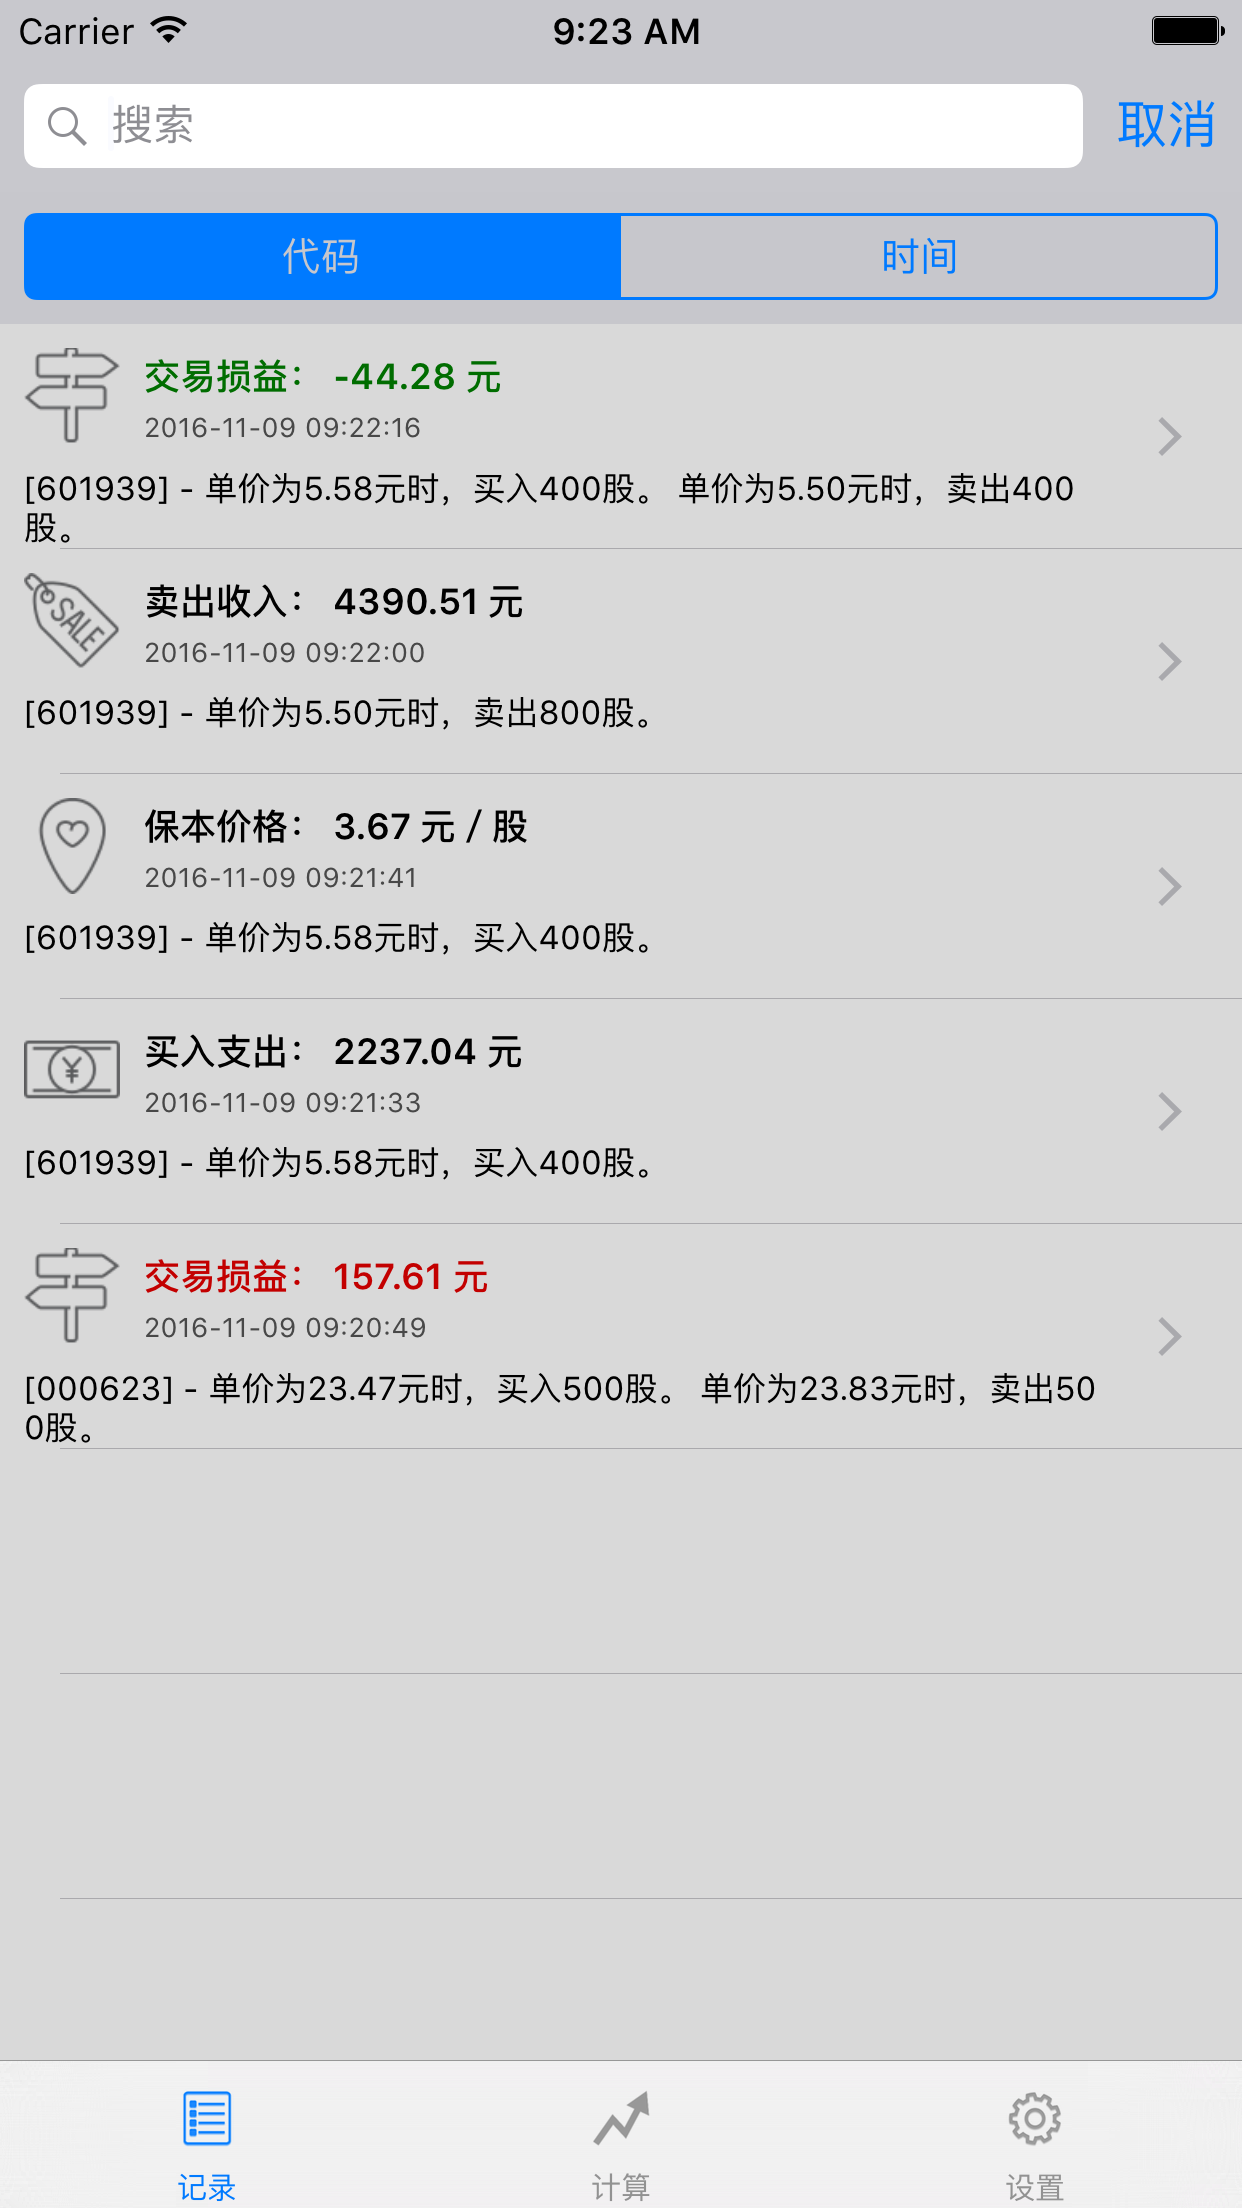 Carrier 9:23 AM
搜索 取消
代码 时间
交易损益： -44.28 元
2016-11-09 09:22:16
[601939] - 单价为5.58元时，买入400股。 单价为5.50元时，卖出400
股。
SALE
卖出收入： 4390.51 元
2016-11-09 09:22:00
[601939] - 单价为5.50元时，卖出800股。
保本价格： 3.67 元 / 股
2016-11-09 09:21:41
[601939] - 单价为5.58元时，买入400股。
¥
买入支出： 2237.04 元
2016-11-09 09:21:33
[601939] - 单价为5.58元时，买入400股。
交易损益： 157.61 元
2016-11-09 09:20:49
[000623] - 单价为23.47元时，买入500股。 单价为23.83元时，卖出50
0股。
记录 计算 设置